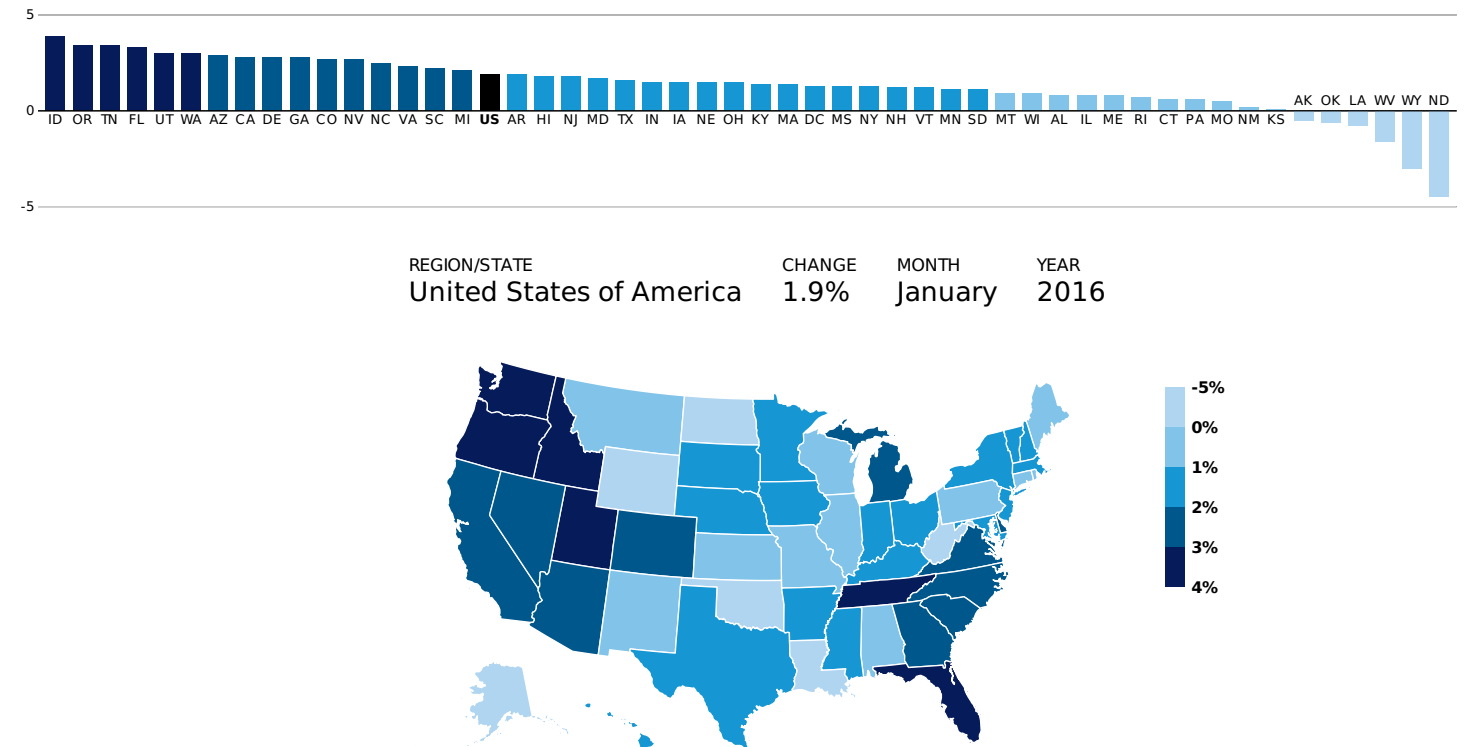 5
AK OK LA WV WY ND
0
ID OR TN FL UT WA AZ CA DE GA CO NV NC VA SC MI US AR HI NJ MD TX IN IA NE OH KY MA DC MS NY NH VT MN SD MT WI AL IL ME RI CT PA MO NM KS
-5
REGION/STATE CHANGE MONTH YEAR
United States of America 1.9% January 2016
-5%
0%
1%
2%
3%
4%